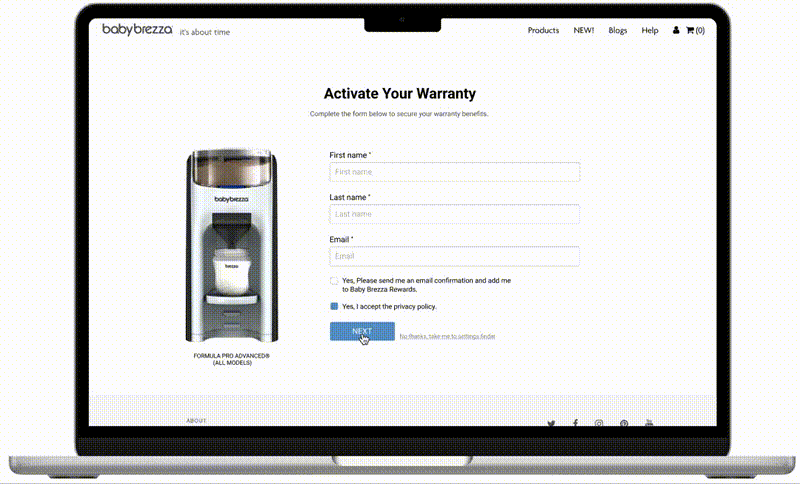 babybrezza it's about time
Products NEW! Blogs Help (0)
Activate Your Warranty
Complete the form below to secure your warranty benefits.
First name *
First name
Last name *
Last name
Email *
Email
babybrezza
brezza
Yes, Please send me an email confirmation and add me
to Baby Brezza Rewards.
Yes, I accept the privacy policy.
NEXT
No thanks, take me to settings finder
FORMULA PRO ADVANCED®
(ALL MODELS)
ABOUT